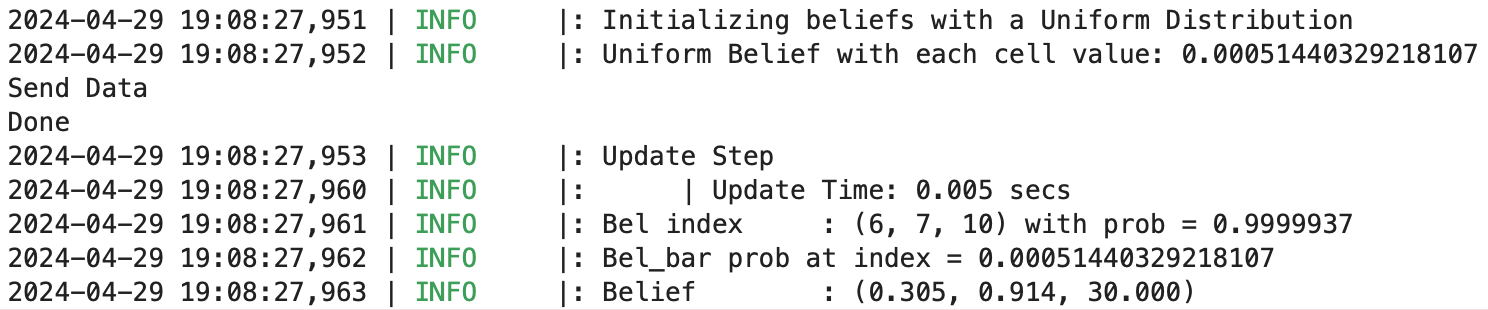 2024-04-29 19:08:27,951 | INFO     |: Initializing beliefs with a Uniform Distribution
2024-04-29 19:08:27,952 | INFO     |: Uniform Belief with each cell value: 0.00051440329218107
Send Data
Done
2024-04-29 19:08:27,953 | INFO     |: Update Step
2024-04-29 19:08:27,960 | INFO     |:      | Update Time: 0.005 secs
2024-04-29 19:08:27,961 | INFO     |: Bel index     : (6, 7, 10) with prob = 0.9999937
2024-04-29 19:08:27,962 | INFO     |: Bel_bar prob at index = 0.00051440329218107
2024-04-29 19:08:27,963 | INFO     |: Belief        : (0.305, 0.914, 30.000)